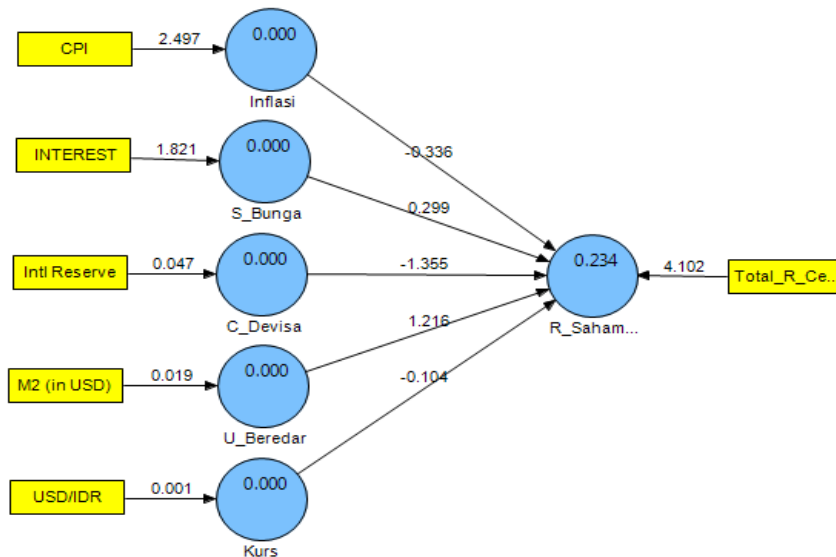 CPI
2.497
0.000
Inflasi
-0.336
INTEREST
1.821
0.000
S_Bunga
0.299
Intl Reserve
0.047
0.000
C_Devisa
-1.355
0.234
R_Saham...
4.102
Total_R_Ce..
M2 (in USD)
0.019
0.000
U_Beredar
1.216
USD/IDR
0.001
0.000
Kurs
-0.104